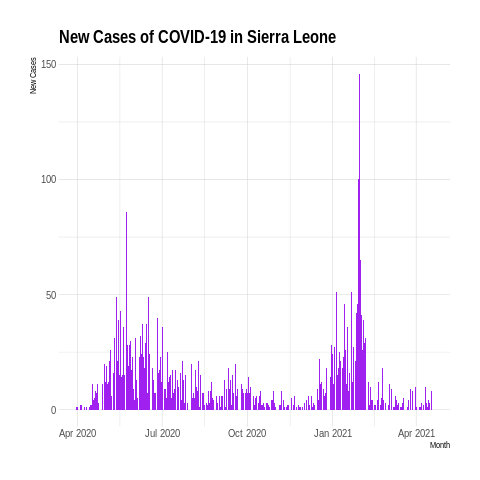 New Cases of COVID-19 in Sierra Leone
New Cases
150
100
50
0
Apr 2020 Jul 2020 Oct 2020 Jan 2021 Apr 2021
Month